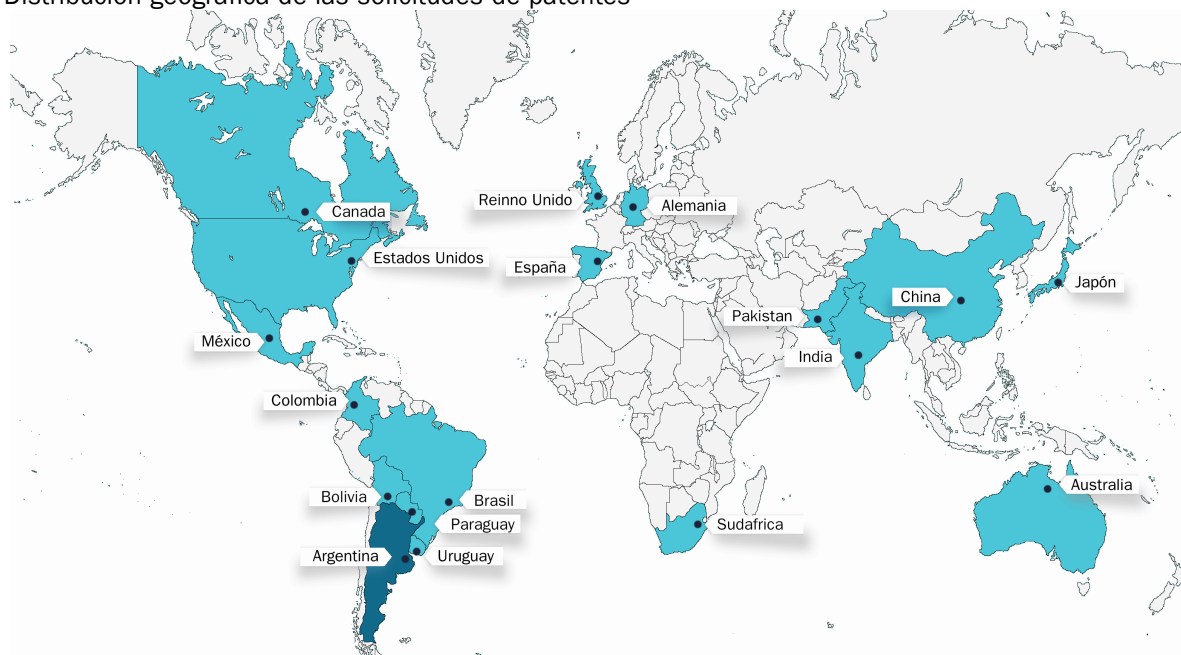 Distribución geográfica de las solicitudes de patentes
Reinno Unido
Alemania
Canada
Estados Unidos
España
Japón
China
Pakistan
México
India
Colombia
Australia
Bolivia
Brasil
Paraguay
Sudafrica
Argentina
Uruguay